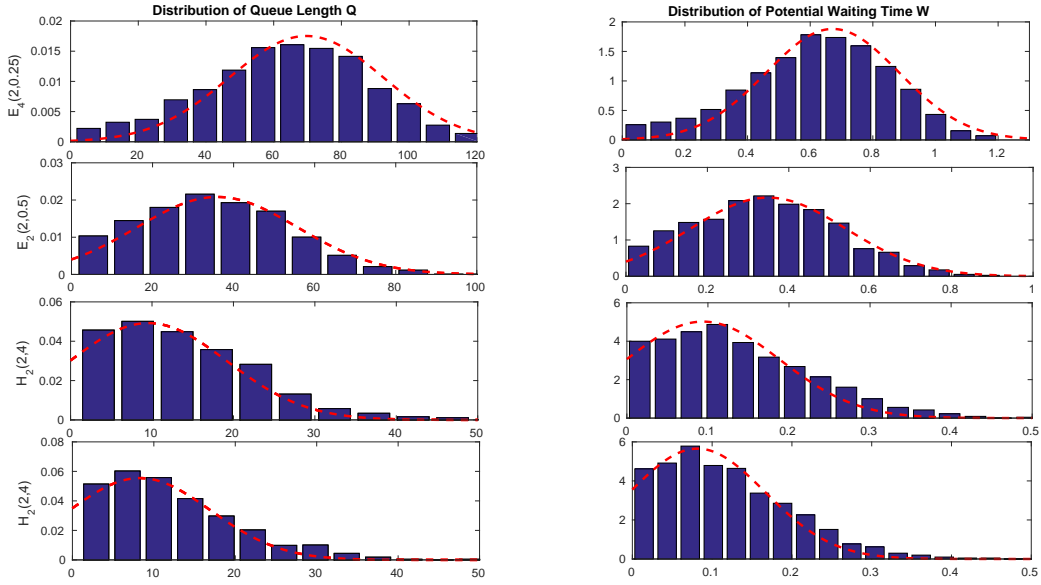 Distribution of Queue Length Q
Distribution of Potential Waiting Time W
E4(2,0.25)
0.02
0.015
0.01
0.005
0
0 20 40 60 80 100 120
2
1.5
1
0.5
0
0 0.2 0.4 0.6 0.8 1 1.2
E2(2,0.5)
0.03
0.02
0.01
0
0 20 40 60 80 100
3
2
1
0
0 0.2 0.4 0.6 0.8 1
H2(2,4)
0.06
0.04
0.02
0
10 20 30 40 50
6
4
2
0
0 0.1 0.2 0.3 0.4 0.5
H2(2,4)
0.08
0.06
0.04
0.02
0
0 10 20 30 40 50
6
4
2
0
0 0.1 0.2 0.3 0.4 0.5